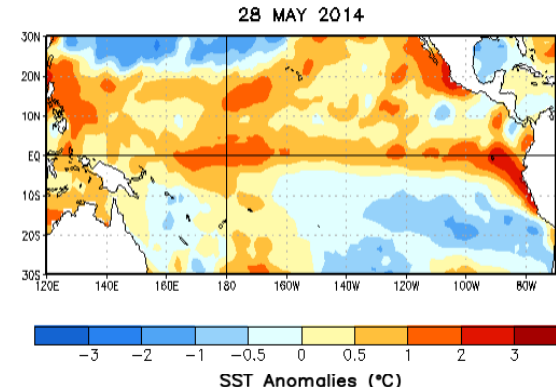 28 MAY 2014
30N
20N
10N
EQ
10S
20S
30S
120E 140E 160E 180 160W 140W 120W 100W 80W
-3 -2 -1 -0.5 0 0.5 1 2 3
SST Anomalies (°C)